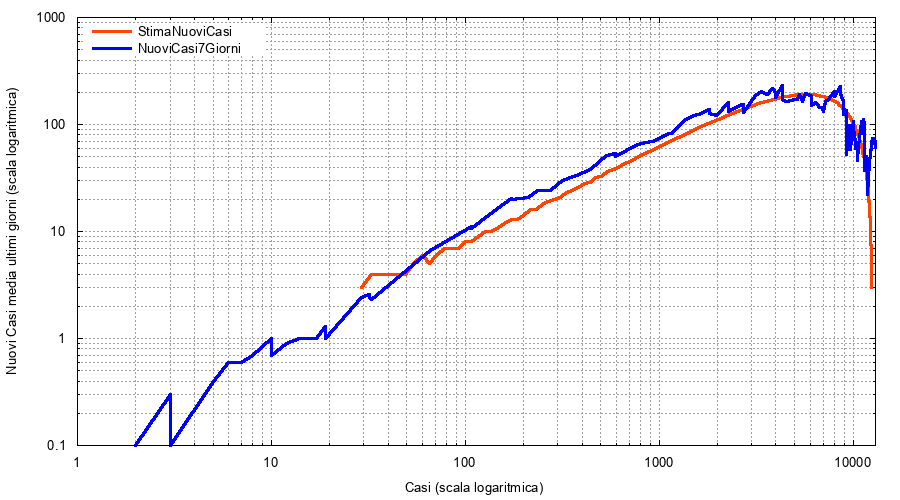 1000
StimaNuoviCasi
NuoviCasi7Giorni
100
10
1
0.1
Nuovi Casi media ultimi giorni (scala logaritmica)
1 10 100 1000 10000
Casi (scala logaritmica)